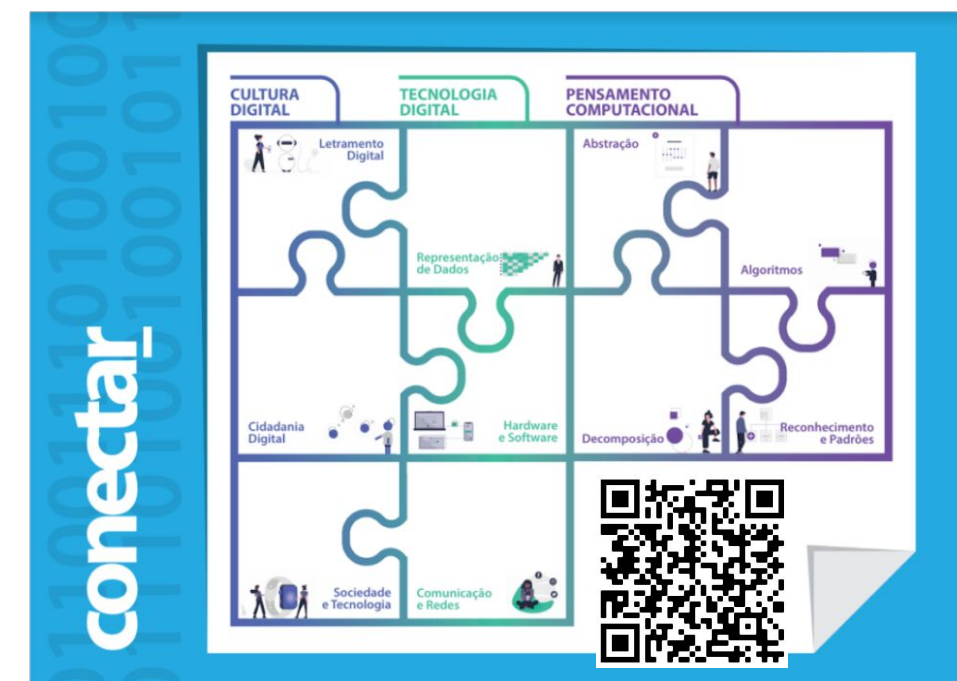 CULTURA
DIGITAL
TECNOLOGIA
DIGITAL
PENSAMENTO
COMPUTACIONAL
Letramento
Digital
Abstração
Representação
de Dados
Algoritmos
Cidadania
Digital
Hardware
e Software
Decomposição
Reconhecimento
e Padrões
Sociedade
e Tecnologia
Comunicação
e Redes
conectar